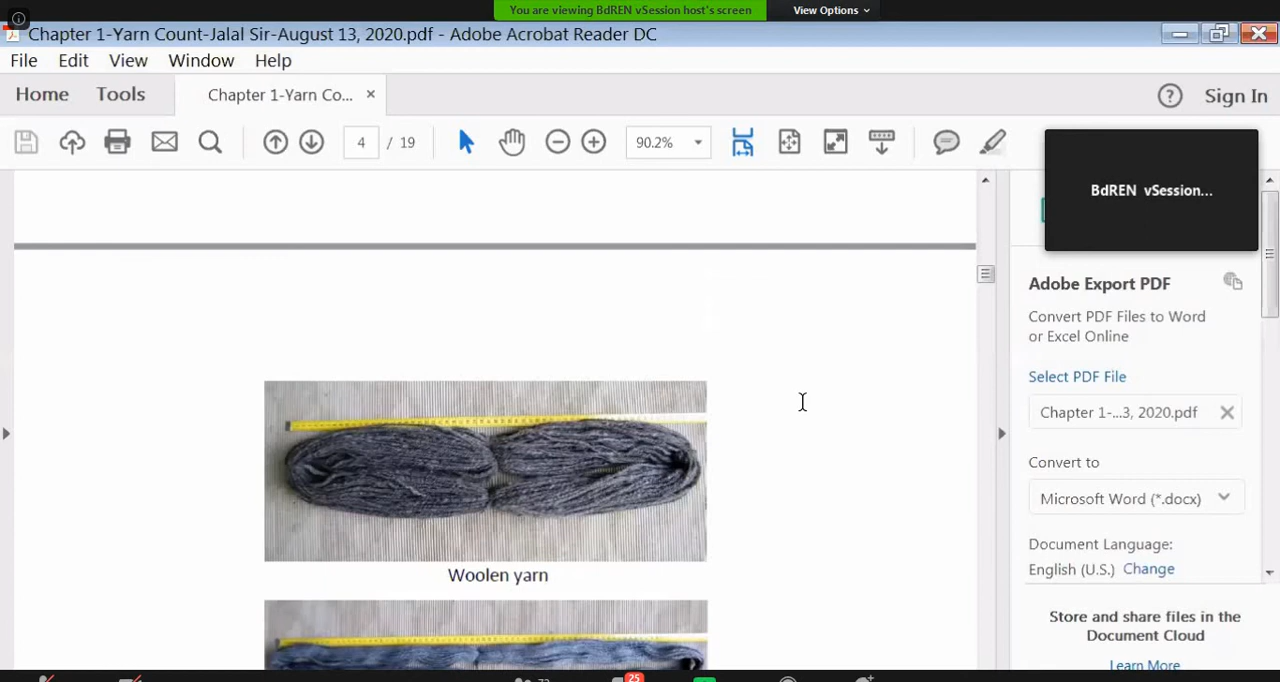 You are viewing BdREN vSession host's screen
View Options
Chapter 1-Yarn Count-Jalal Sir-August 13, 2020.pdf - Adobe Acrobat Reader DC
File Edit View Window Help
Home Tools Chapter 1-Yarn Co... × Sign In
4 / 19 90.2%
BdREN vSession...
Adobe Export PDF
Convert PDF Files to Word
or Excel Online
Select PDF File
Chapter 1-...3, 2020.pdf
Convert to
Microsoft Word (*.docx)
Document Language:
English (U.S.) Change
Woolen yarn
Store and share files in the
Document Cloud
Learn More
25